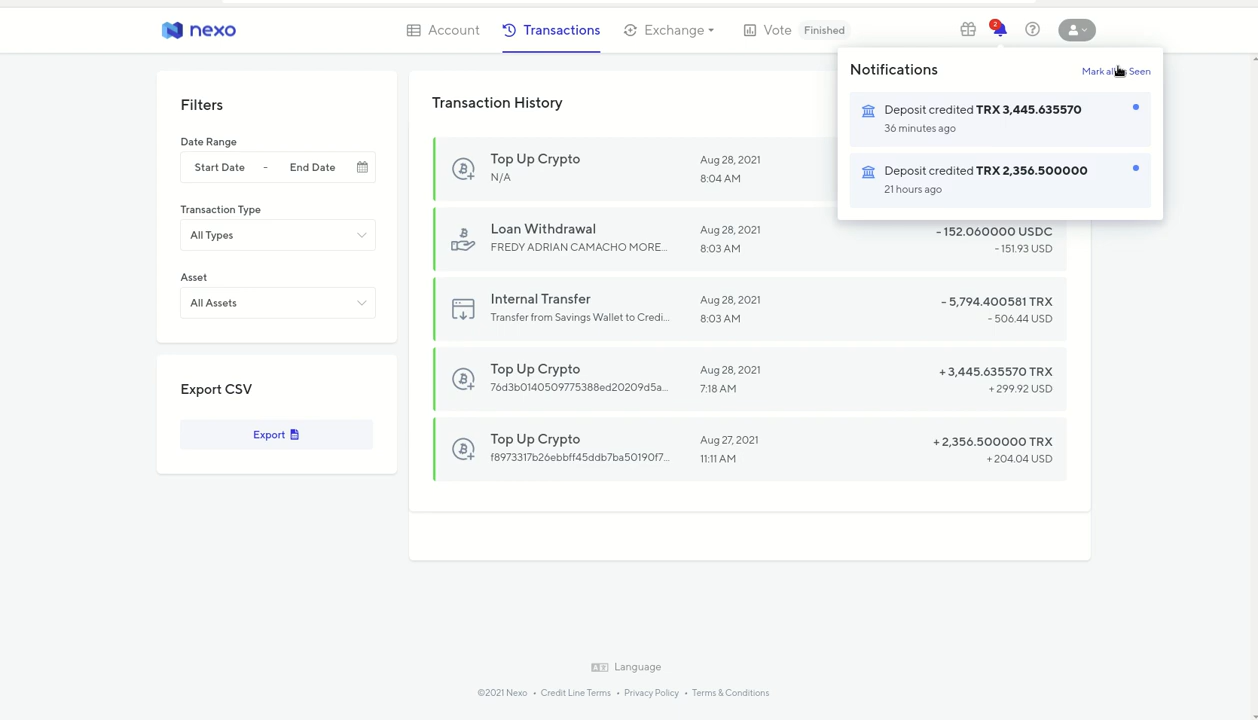 nexo
Account
Transactions
Exchange
Vote
Finished
2
Notifications
Mark all Seen
Deposit credited TRX 3,445.635570
36 minutes ago
Deposit credited TRX 2,356.500000
21 hours ago
Filters
Date Range
Start Date - End Date
Transaction Type
All Types
Asset
All Assets
Export CSV
Export
Transaction History
Top Up Crypto
N/A
Aug 28, 2021
8:04 AM
Loan Withdrawal
FREDY ADRIAN CAMACHO MORE...
Aug 28, 2021
8:03 AM
- 152.060000 USDC
- 151.93 USD
Internal Transfer
Transfer from Savings Wallet to Credi...
Aug 28, 2021
8:03 AM
- 5,794.400581 TRX
- 506.44 USD
Top Up Crypto
76d3b0140509775388ed20209d5a...
Aug 28, 2021
7:18 AM
+ 3,445.635570 TRX
+ 299.92 USD
Top Up Crypto
f8973317b26ebbff45ddb7ba50190f7...
Aug 27, 2021
11:11 AM
+ 2,356.500000 TRX
+ 204.04 USD
Language
©2021 Nexo • Credit Line Terms • Privacy Policy • Terms & Conditions